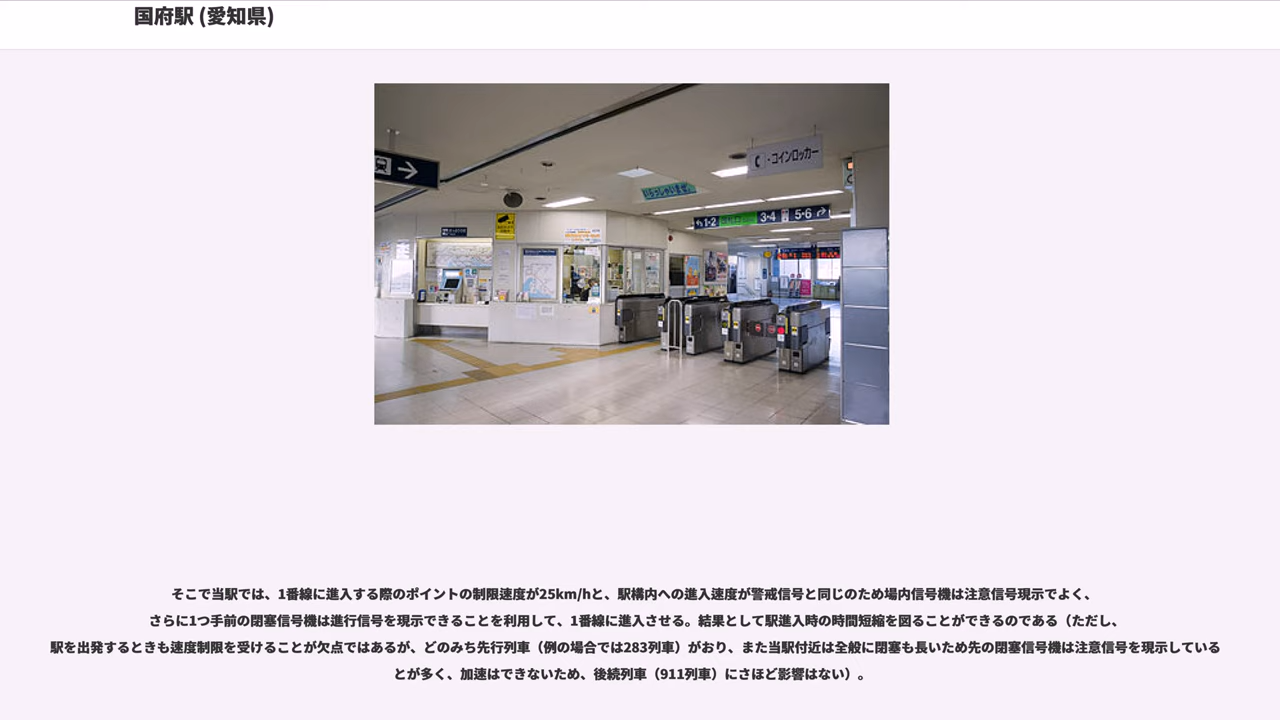 国府駅 (愛知県)
・コインロッカー
いらっしゃいませ。
1•2
3•4
5•6
そこで当駅では、1番線に進入する際のポイントの制限速度が25km/hと、駅構内への進入速度が警戒信号と同じのため場内信号機は注意信号現示でよく、
さらに1つ手前の閉塞信号機は進行信号を現示できることを利用して、1番線に進入させる。結果として駅進入時の時間短縮を図ることができるのである（ただし、
駅を出発するときも速度制限を受けることが欠点ではあるが、どのみち先行列車（例の場合では283列車）がおり、また当駅付近は全般に閉塞も長いため先の閉塞信号機は注意信号を現示している
とが多く、加速はできないため、後続列車（911列車）にさほど影響はない）。